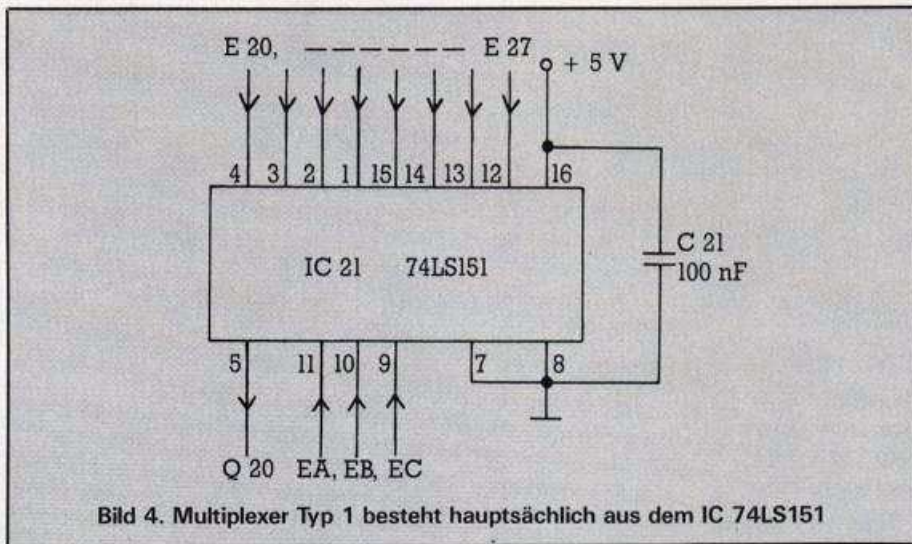 E 20, — — — — — — E 27
+ 5 V
4 3 2 1 15 14 13 12 16
IC 21 74LS151
C 21
100 nF
5 11 10 9 7 8
Q 20 EA, EB, EC
Bild 4. Multiplexer Typ 1 besteht hauptsächlich aus dem IC 74LS151